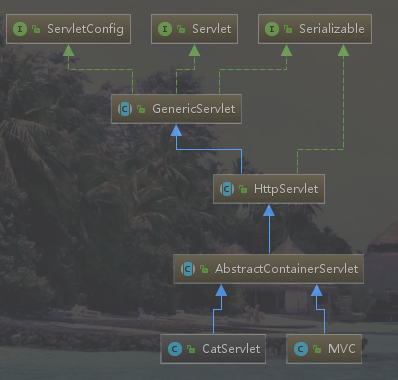 I ServletConfig
I Servlet
I Serializable
C GenericServlet
C HttpServlet
C AbstractContainerServlet
C CatServlet
C MVC